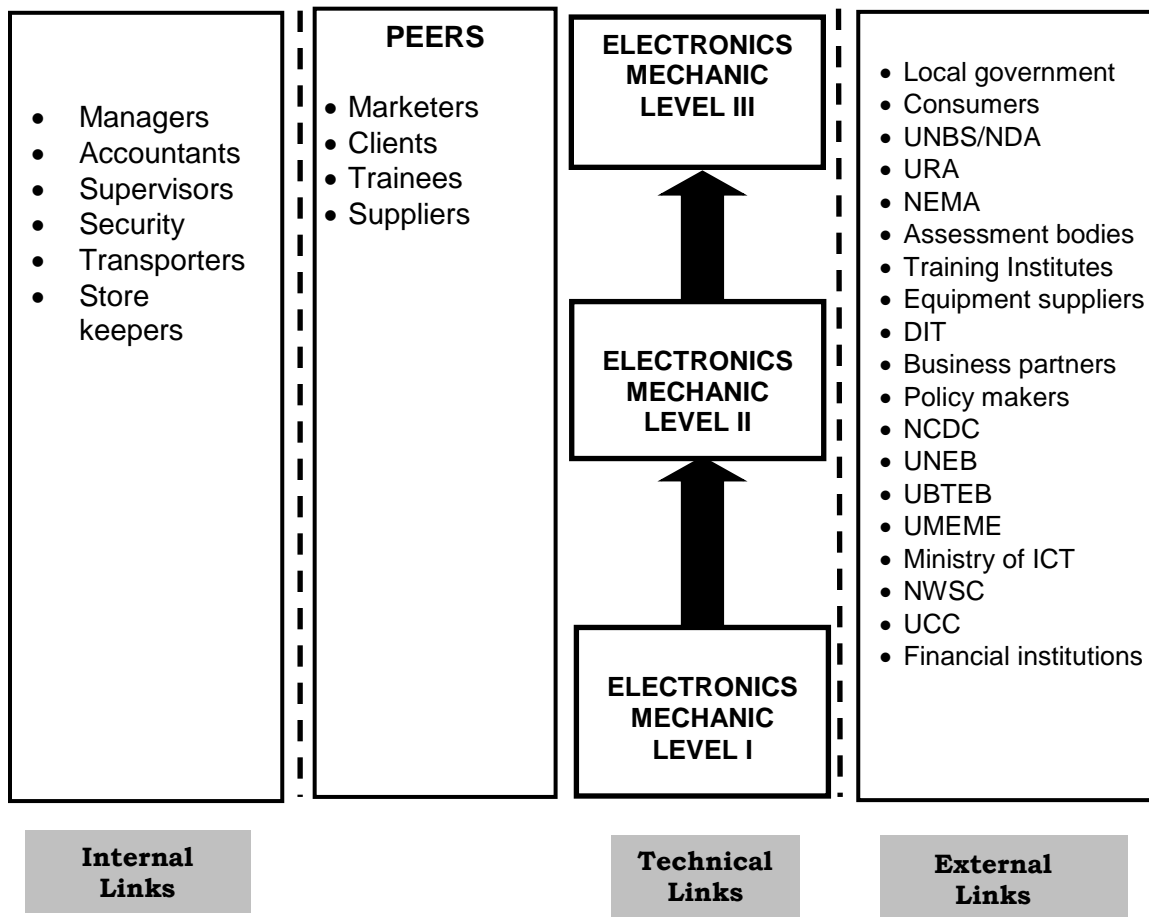 • Managers
• Accountants
• Supervisors
• Security
• Transporters
• Store
keepers
PEERS
• Marketers
• Clients
• Trainees
• Suppliers
ELECTRONICS
MECHANIC
LEVEL III
ELECTRONICS
MECHANIC
LEVEL II
ELECTRONICS
MECHANIC
LEVEL I
• Local government
• Consumers
• UNBS/NDA
• URA
• NEMA
• Assessment bodies
• Training Institutes
• Equipment suppliers
• DIT
• Business partners
• Policy makers
• NCDC
• UNEB
• UBTEB
• UMEME
• Ministry of ICT
• NWSC
• UCC
• Financial institutions
Internal
Links
Technical
Links
External
Links